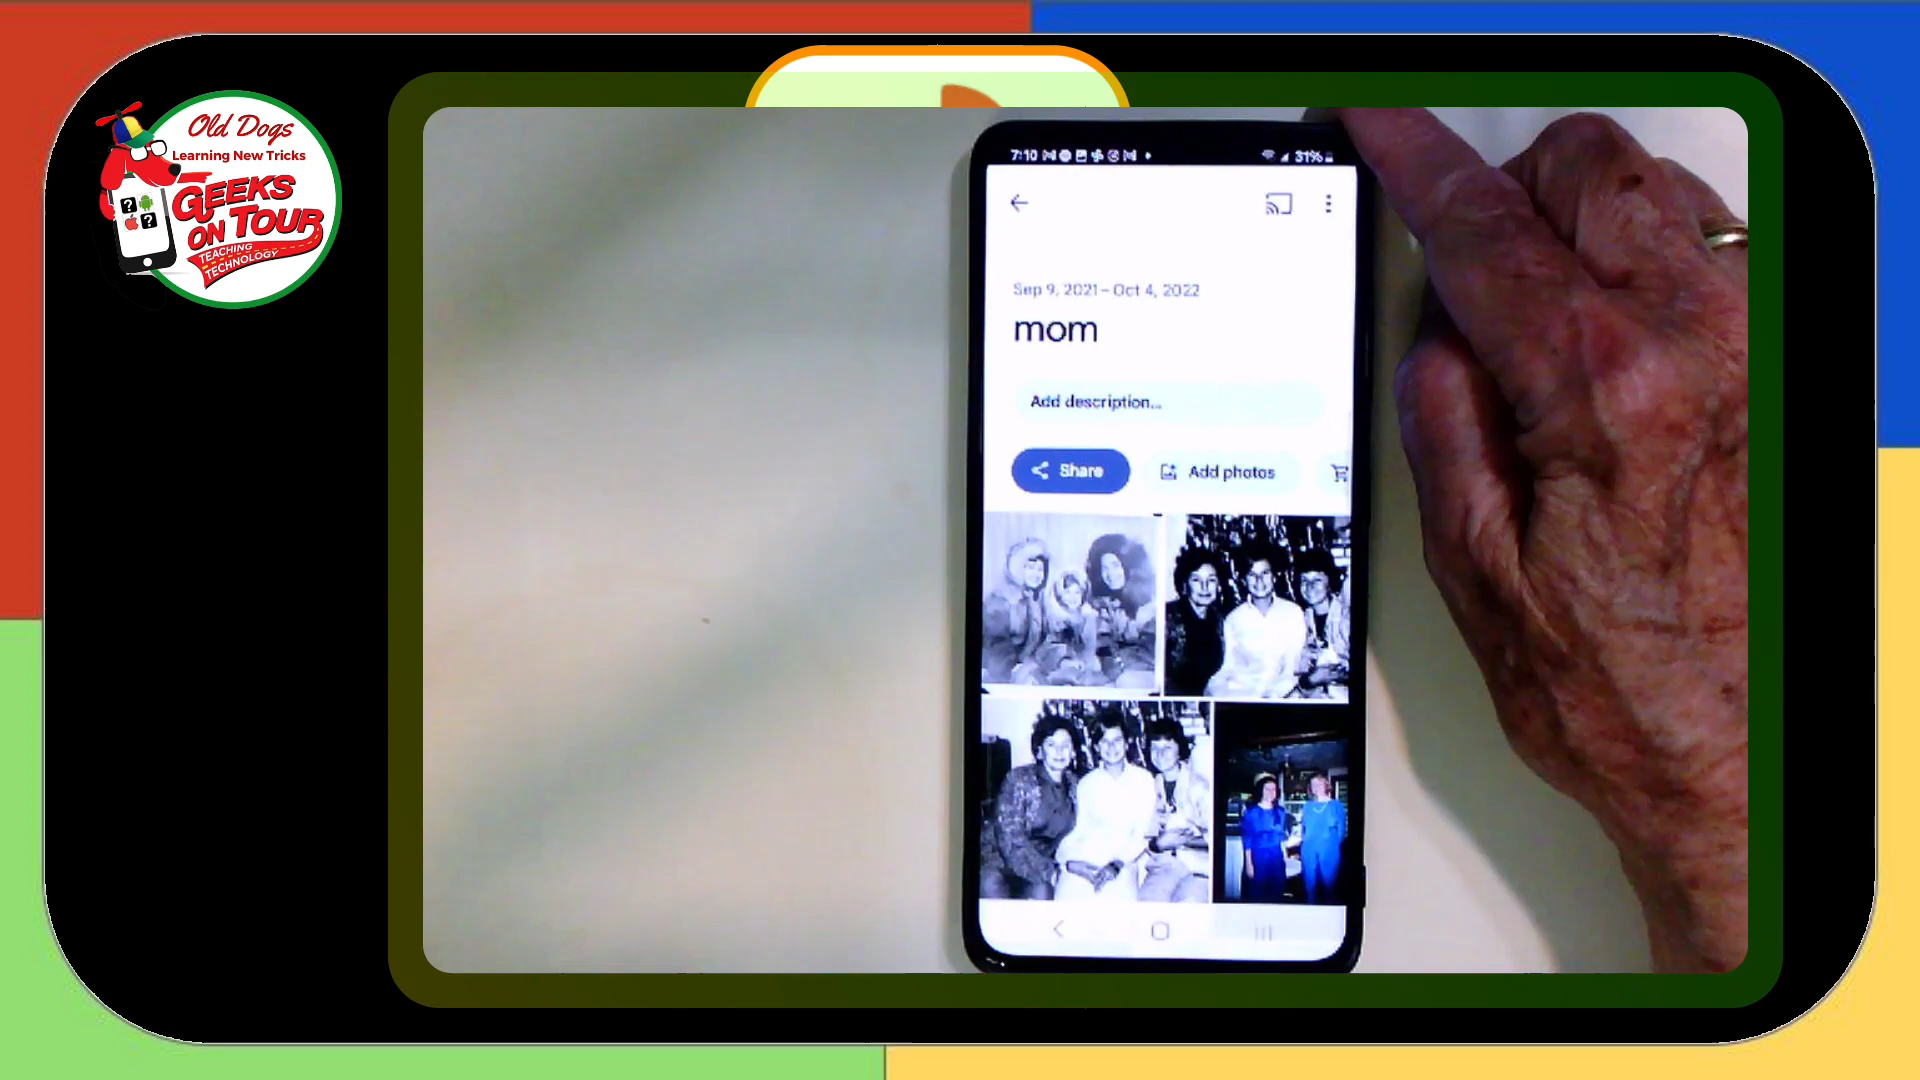 Old Dogs
Learning New Tricks
GEEKS
ON TOUR
TEACHING
TECHNOLOGY
? 
?
7:10
31%
Sep 9, 2021 – Oct 4, 2022
mom
Add description...
Share
Add photos